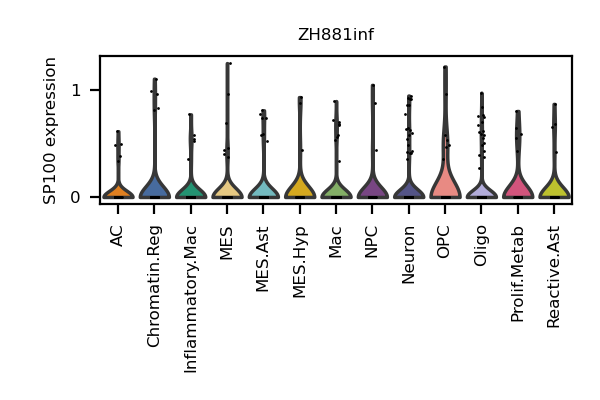 ZH881inf
SP100 expression
1
0
AC
Chromatin.Reg
Inflammatory.Mac
MES
MES.Ast
MES.Hyp
Mac
NPC
Neuron
OPC
Oligo
Prolif.Metab
Reactive.Ast